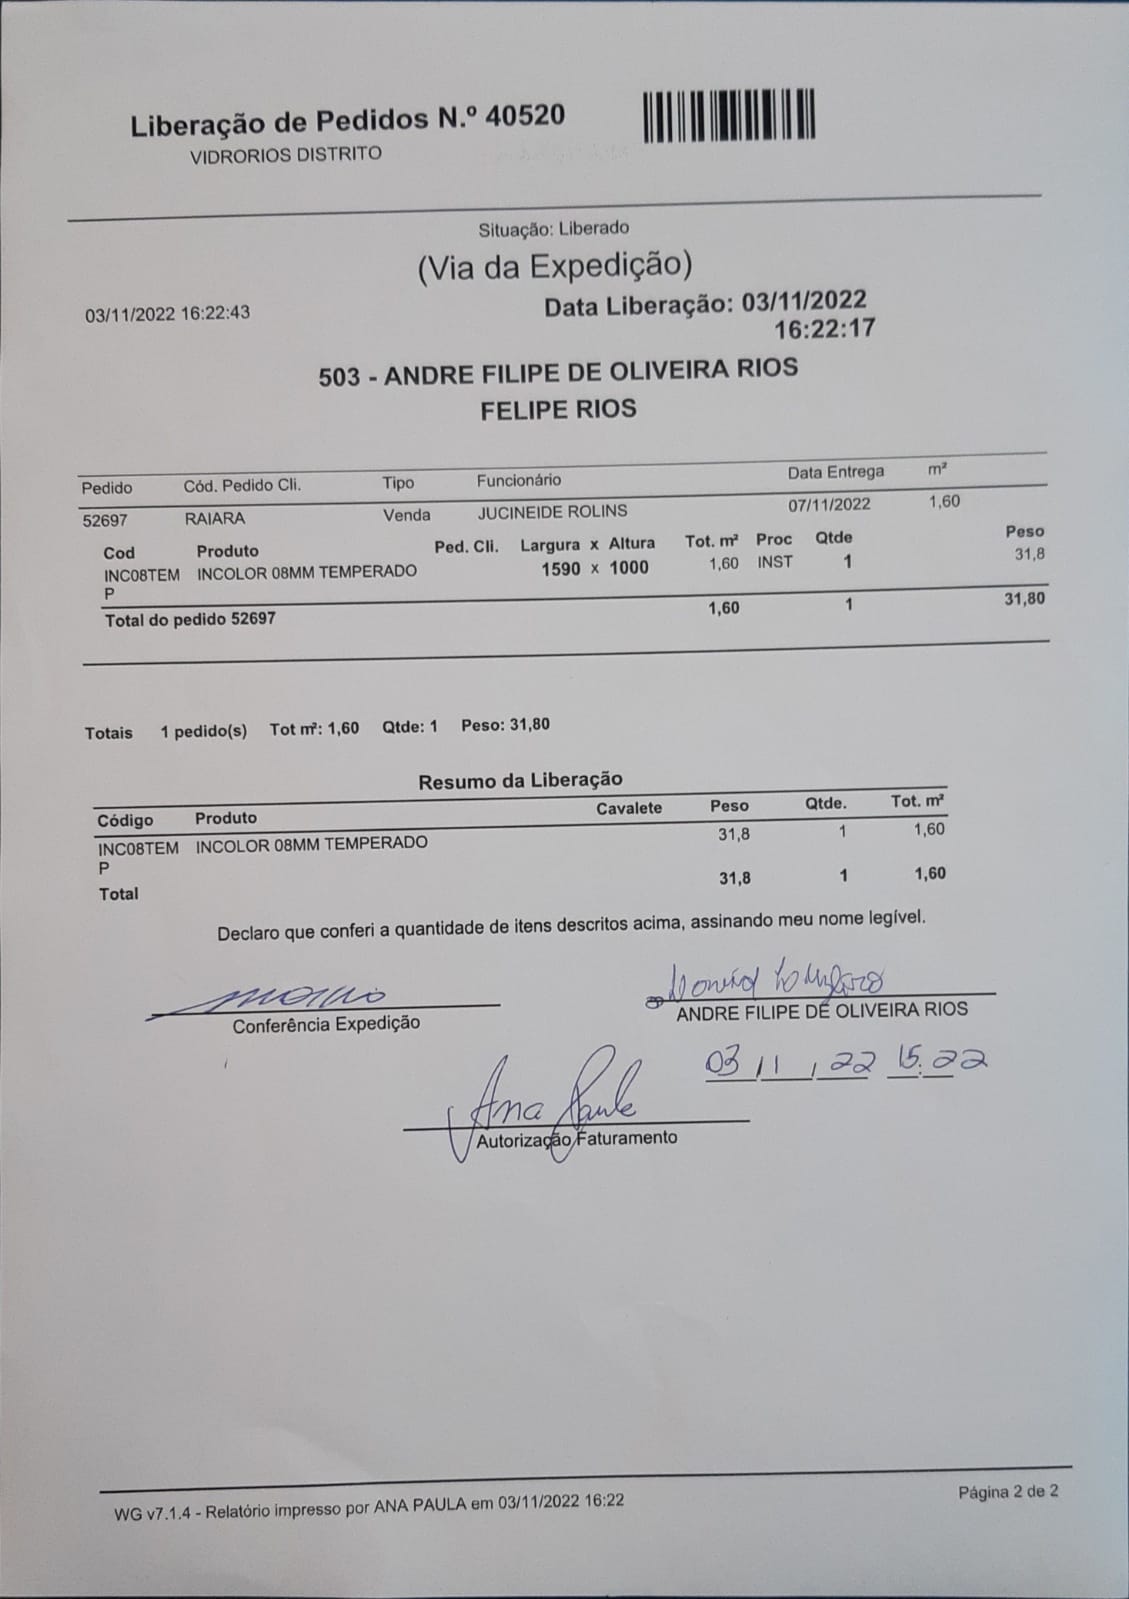 Liberação de Pedidos N.º 40520
VIDRORIOS DISTRITO
Situação: Liberado
(Via da Expedição)
03/11/2022 16:22:43
Data Liberação: 03/11/2022
16:22:17
503 - ANDRE FILIPE DE OLIVEIRA RIOS
FELIPE RIOS
Pedido Cód. Pedido Cli. Tipo Funcionário Data Entrega m²
52697 RAIARA Venda JUCINEIDE ROLINS 07/11/2022 1,60
Cod Produto Ped. Cli. Largura x Altura Tot. m² Proc Qtde Peso
INC08TEM INCOLOR 08MM TEMPERADO 1590 x 1000 1,60 INST 1 31,8
P
Total do pedido 52697 1,60 1 31,80
Totais 1 pedido(s) Tot m²: 1,60 Qtde: 1 Peso: 31,80
Resumo da Liberação
Código Produto Cavalete Peso Qtde. Tot. m²
INC08TEM INCOLOR 08MM TEMPERADO 31,8 1 1,60
P
Total 31,8 1 1,60
Declaro que conferi a quantidade de itens descritos acima, assinando meu nome legível.
Conferência Expedição
ANDRE FILIPE DE OLIVEIRA RIOS
03/11/22 15:22
Ana Paula
Autorização Faturamento
WG v7.1.4 - Relatório impresso por ANA PAULA em 03/11/2022 16:22
Página 2 de 2